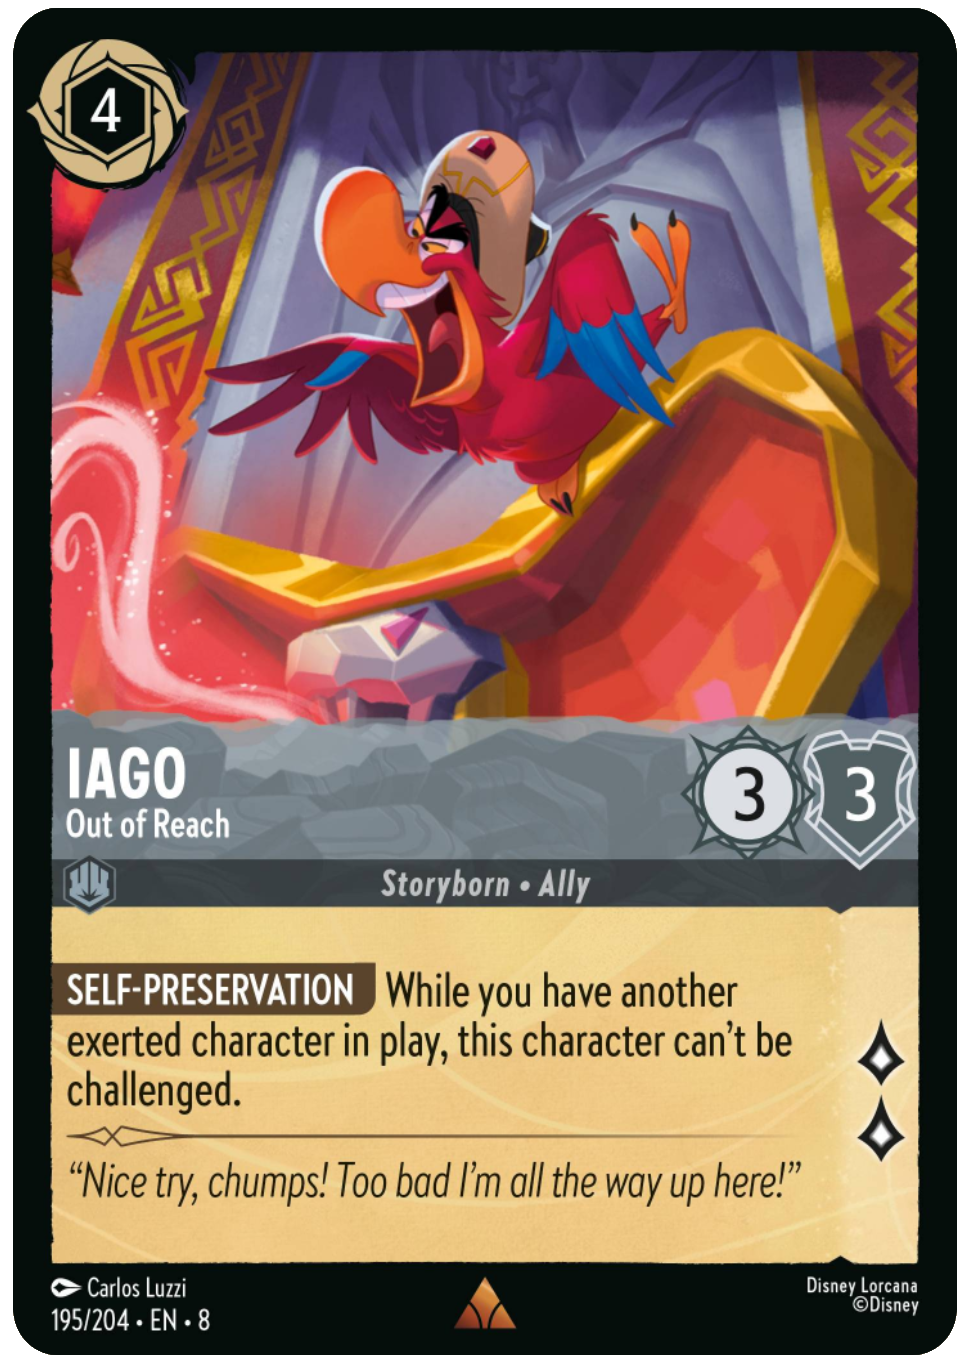 4
IAGO
Out of Reach
3 3
Storyborn • Ally
SELF-PRESERVATION While you have another
exerted character in play, this character can't be
challenged.
“Nice try, chumps! Too bad I'm all the way up here!”
Carlos Luzzi
195/204 • EN • 8
Disney Lorcana
©Disney